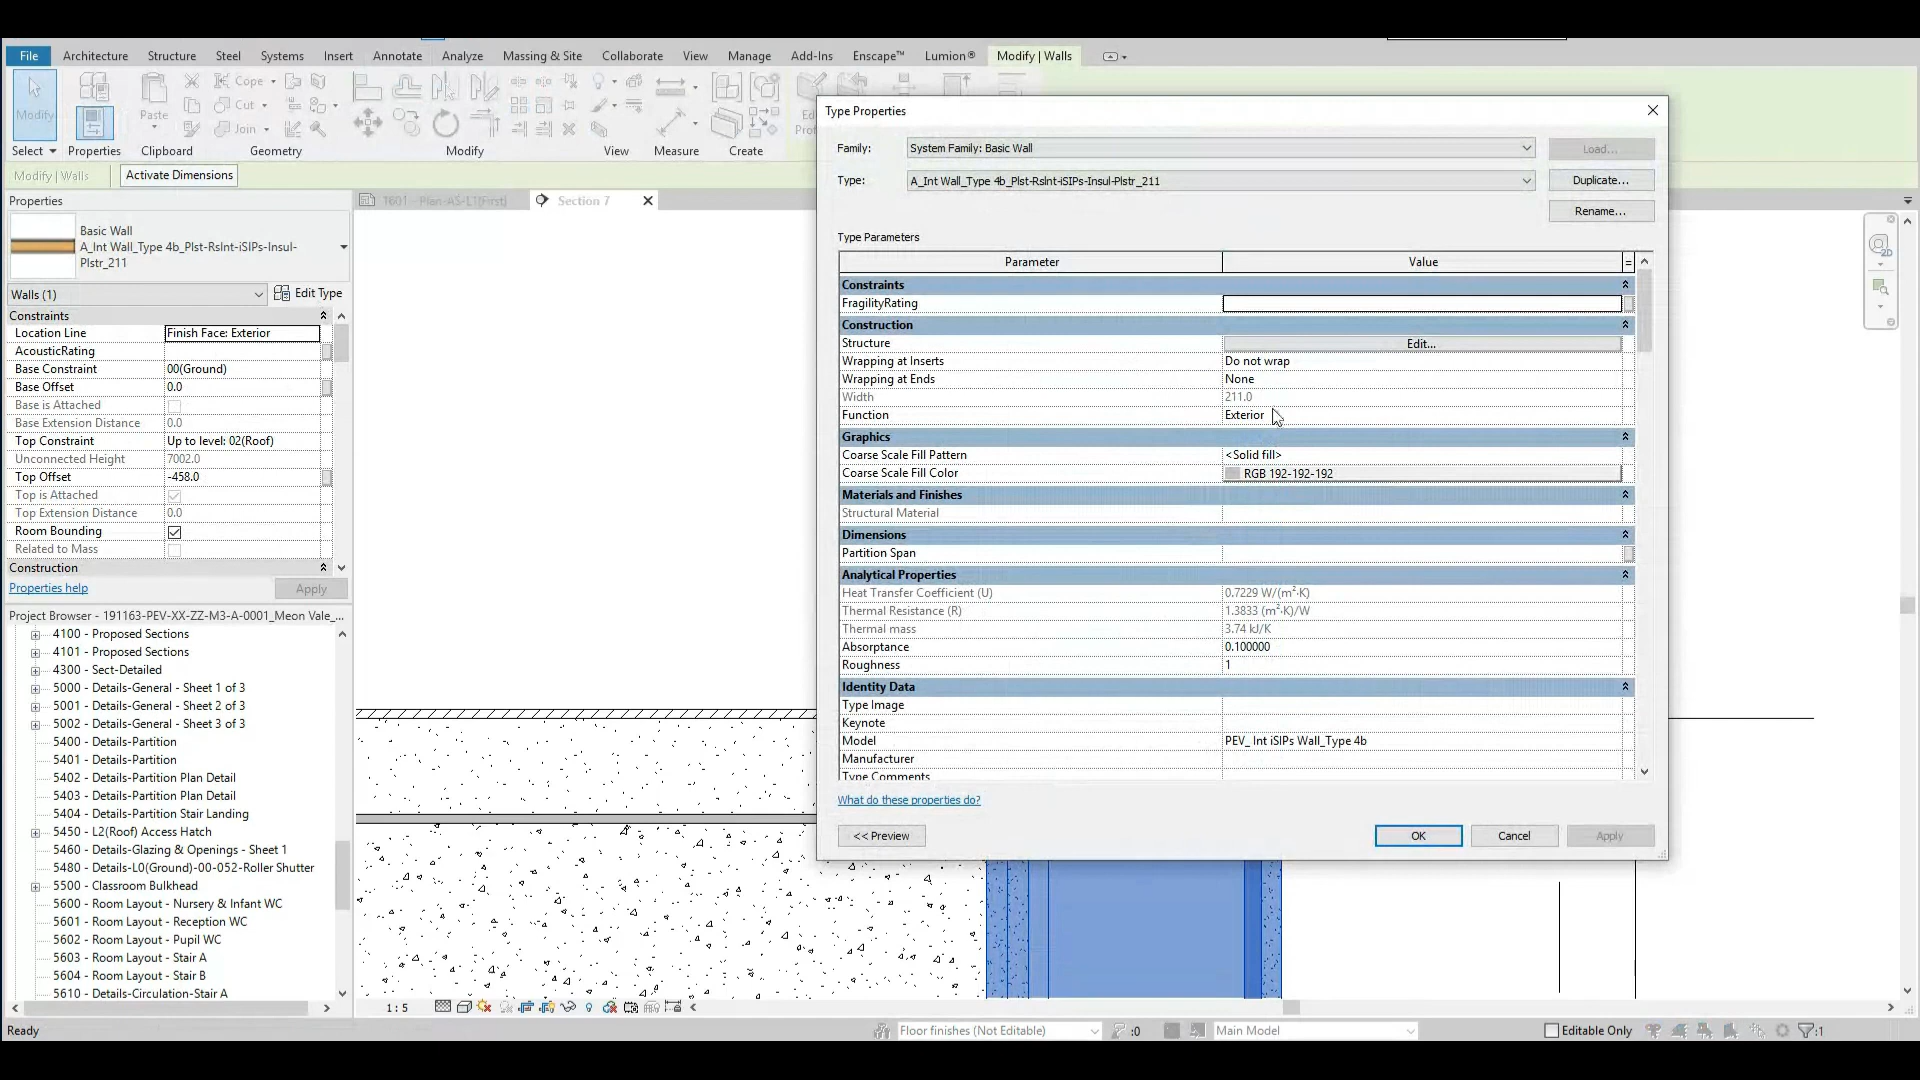 File Architecture Structure Steel Systems Insert Annotate Analyze Massing & Site Collaborate View Manage Add-Ins Enscape™ Lumion® Modify | Walls
Modify
Paste
Cope
Cut
Join
Select Properties Clipboard Geometry Modify View Measure Create
Modify | Walls
Activate Dimensions
Properties
1601 - Plan-AS-L1(First)
Section 7
Basic Wall
A_Int Wall_Type 4b_Plst-RsInt-iSIPs-Insul-
Plstr_211
Walls (1)
Edit Type
Constraints
Location Line Finish Face: Exterior
AcousticRating
Base Constraint 00(Ground)
Base Offset 0.0
Base is Attached
Base Extension Distance 0.0
Top Constraint Up to level: 02(Roof)
Unconnected Height 7002.0
Top Offset -458.0
Top is Attached
Top Extension Distance 0.0
Room Bounding
Related to Mass
Construction
Properties help
Apply
Project Browser - 191163-PEV-XX-ZZ-M3-A-0001_Meon Vale_...
4100 - Proposed Sections
4101 - Proposed Sections
4300 - Sect-Detailed
5000 - Details-General - Sheet 1 of 3
5001 - Details-General - Sheet 2 of 3
5002 - Details-General - Sheet 3 of 3
5400 - Details-Partition
5401 - Details-Partition
5402 - Details-Partition Plan Detail
5403 - Details-Partition Plan Detail
5404 - Details-Partition Stair Landing
5450 - L2(Roof) Access Hatch
5460 - Details-Glazing & Openings - Sheet 1
5480 - Details-L0(Ground)-00-052-Roller Shutter
5500 - Classroom Bulkhead
5600 - Room Layout - Nursery & Infant WC
5601 - Room Layout - Reception WC
5602 - Room Layout - Pupil WC
5603 - Room Layout - Stair A
5604 - Room Layout - Stair B
5610 - Details-Circulation-Stair A
Type Properties
Family: System Family: Basic Wall Load...
Type: A_Int Wall_Type 4b_Plst-RsInt-iSIPs-Insul-Plstr_211 Duplicate...
Rename...
Type Parameters
Parameter Value =
Constraints
FragilityRating
Construction
Structure Edit...
Wrapping at Inserts Do not wrap
Wrapping at Ends None
Width 211.0
Function Exterior
Graphics
Coarse Scale Fill Pattern <Solid fill>
Coarse Scale Fill Color RGB 192-192-192
Materials and Finishes
Structural Material
Dimensions
Partition Span
Analytical Properties
Heat Transfer Coefficient (U) 0.7229 W/(m²·K)
Thermal Resistance (R) 1.3833 (m²·K)/W
Thermal mass 3.74 kJ/K
Absorptance 0.100000
Roughness 1
Identity Data
Type Image
Keynote
Model PEV_ Int iSIPs Wall_Type 4b
Manufacturer
Type Comments
What do these properties do?
<< Preview OK Cancel Apply
2D
1 : 5
Ready
Floor finishes (Not Editable)
:0
Main Model
Editable Only
:1